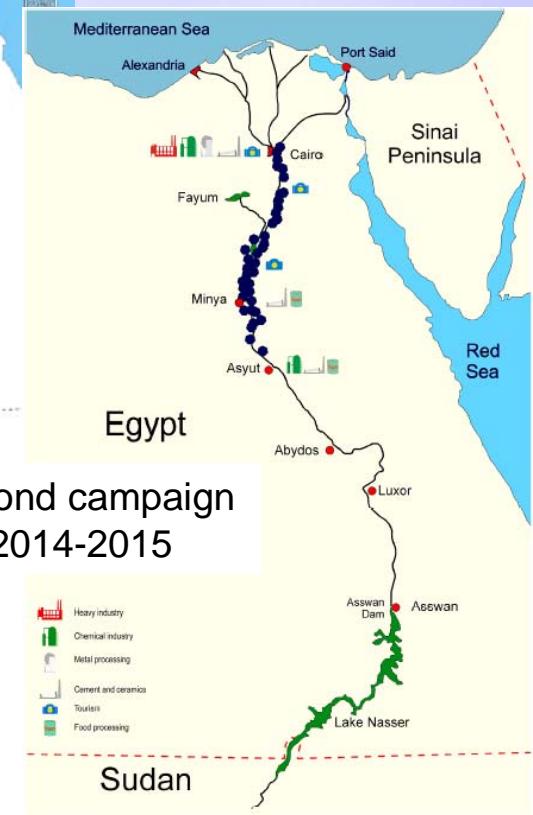 Mediterranean Sea
Alexandria
Port Said
Cairo
Sinai
Peninsula
Fayum
Minya
Red
Sea
Asyut
Egypt
Abydos
ond campaign
2014-2015
Luxor
Asswan
Dam
Asswan
Heavy industry
Chemical industry
Metal processing
Cement and ceramics
Tourism
Food processing
Lake Nasser
Sudan